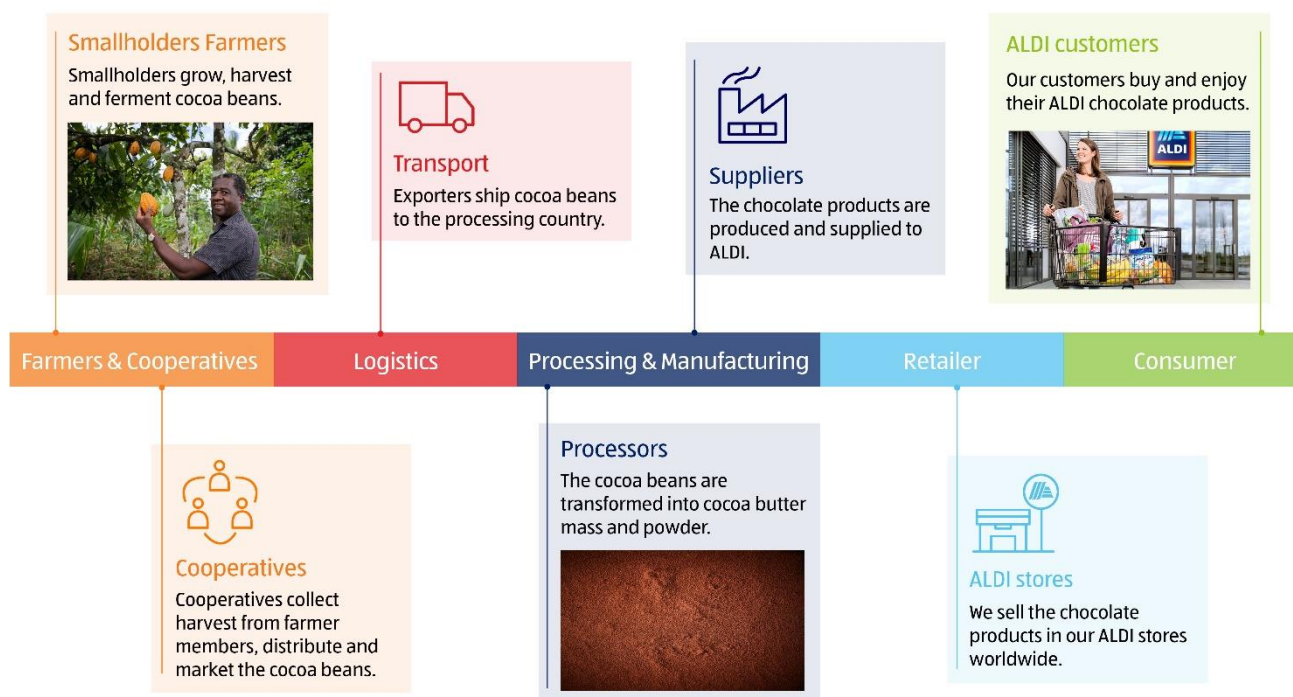 Smallholders Farmers
Smallholders grow, harvest
and ferment cocoa beans.
Transport
Exporters ship cocoa beans
to the processing country.
Suppliers
The chocolate products are
produced and supplied to
ALDI.
ALDI customers
Our customers buy and enjoy
their ALDI chocolate products.
ALDI
Farmers & Cooperatives
Logistics
Processing & Manufacturing
Retailer
Consumer
Cooperatives
Cooperatives collect
harvest from farmer
members, distribute and
market the cocoa beans.
Processors
The cocoa beans are
transformed into cocoa butter
mass and powder.
ALDI stores
We sell the chocolate
products in our ALDI stores
worldwide.